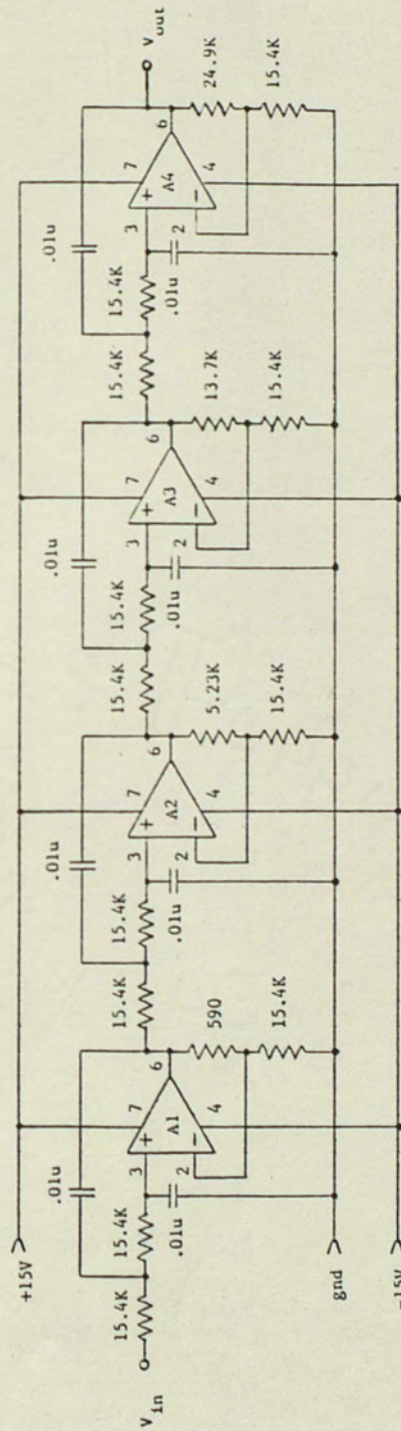 +15V
gnd
-15V
V in
15.4K
15.4K
.01u
.01u
3
2
7
4
6
+
-
A1
590
15.4K
15.4K
15.4K
.01u
.01u
3
2
7
4
6
+
-
A2
5.23K
15.4K
15.4K
15.4K
.01u
.01u
3
2
7
4
6
+
-
A3
13.7K
15.4K
15.4K
15.4K
.01u
.01u
3
2
7
4
6
+
-
A4
24.9K
15.4K
V out